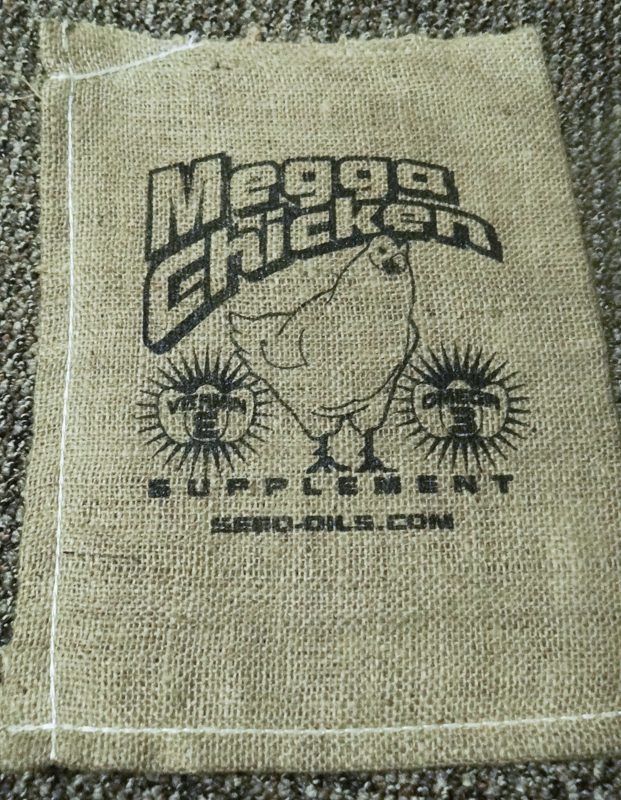 Megga
Chicken
VITAMIN
E
OMEGA
3
SUPPLEMENT
SEED-OILS.COM